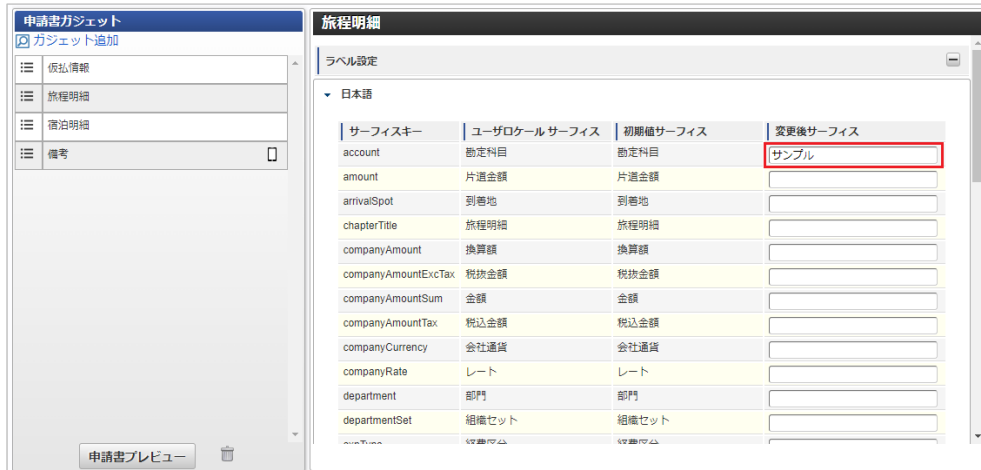 申請書ガジェット
ガジェット追加
仮払情報
旅程明細
宿泊明細
備考
申請書プレビュー
旅程明細
ラベル設定
日本語
サーフィスキー ユーザロケール サーフィス 初期値サーフィス 変更後サーフィス
account 勘定科目 勘定科目 サンプル
amount 片道金額 片道金額
arrivalSpot 到着地 到着地
chapterTitle 旅程明細 旅程明細
companyAmount 換算額 換算額
companyAmountExcTax 税抜金額 税抜金額
companyAmountSum 金額 金額
companyAmountTax 税込金額 税込金額
companyCurrency 会社通貨 会社通貨
companyRate レート レート
department 部門 部門
departmentSet 組織セット 組織セット
expType 経費区分 経費区分